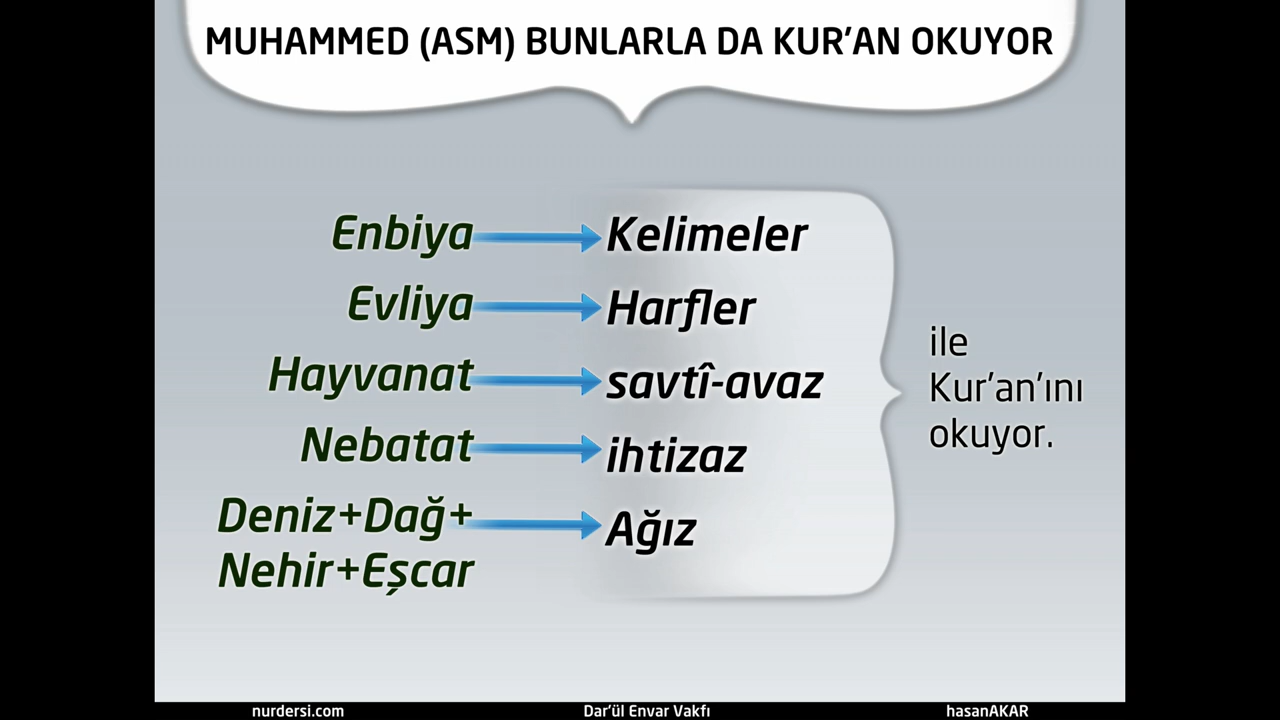 MUHAMMED (ASM) BUNLARLA DA KUR'AN OKUYOR
Enbiya Kelimeler
Evliya Harfler
Hayvanat savtî-avaz
Nebatat ihtizaz
Deniz+Dağ+ Ağız
Nehir+Eşcar
ile
Kur'an'ını
okuyor.
nurdersi.com Dar'ül Envar Vakfı hasanAKAR